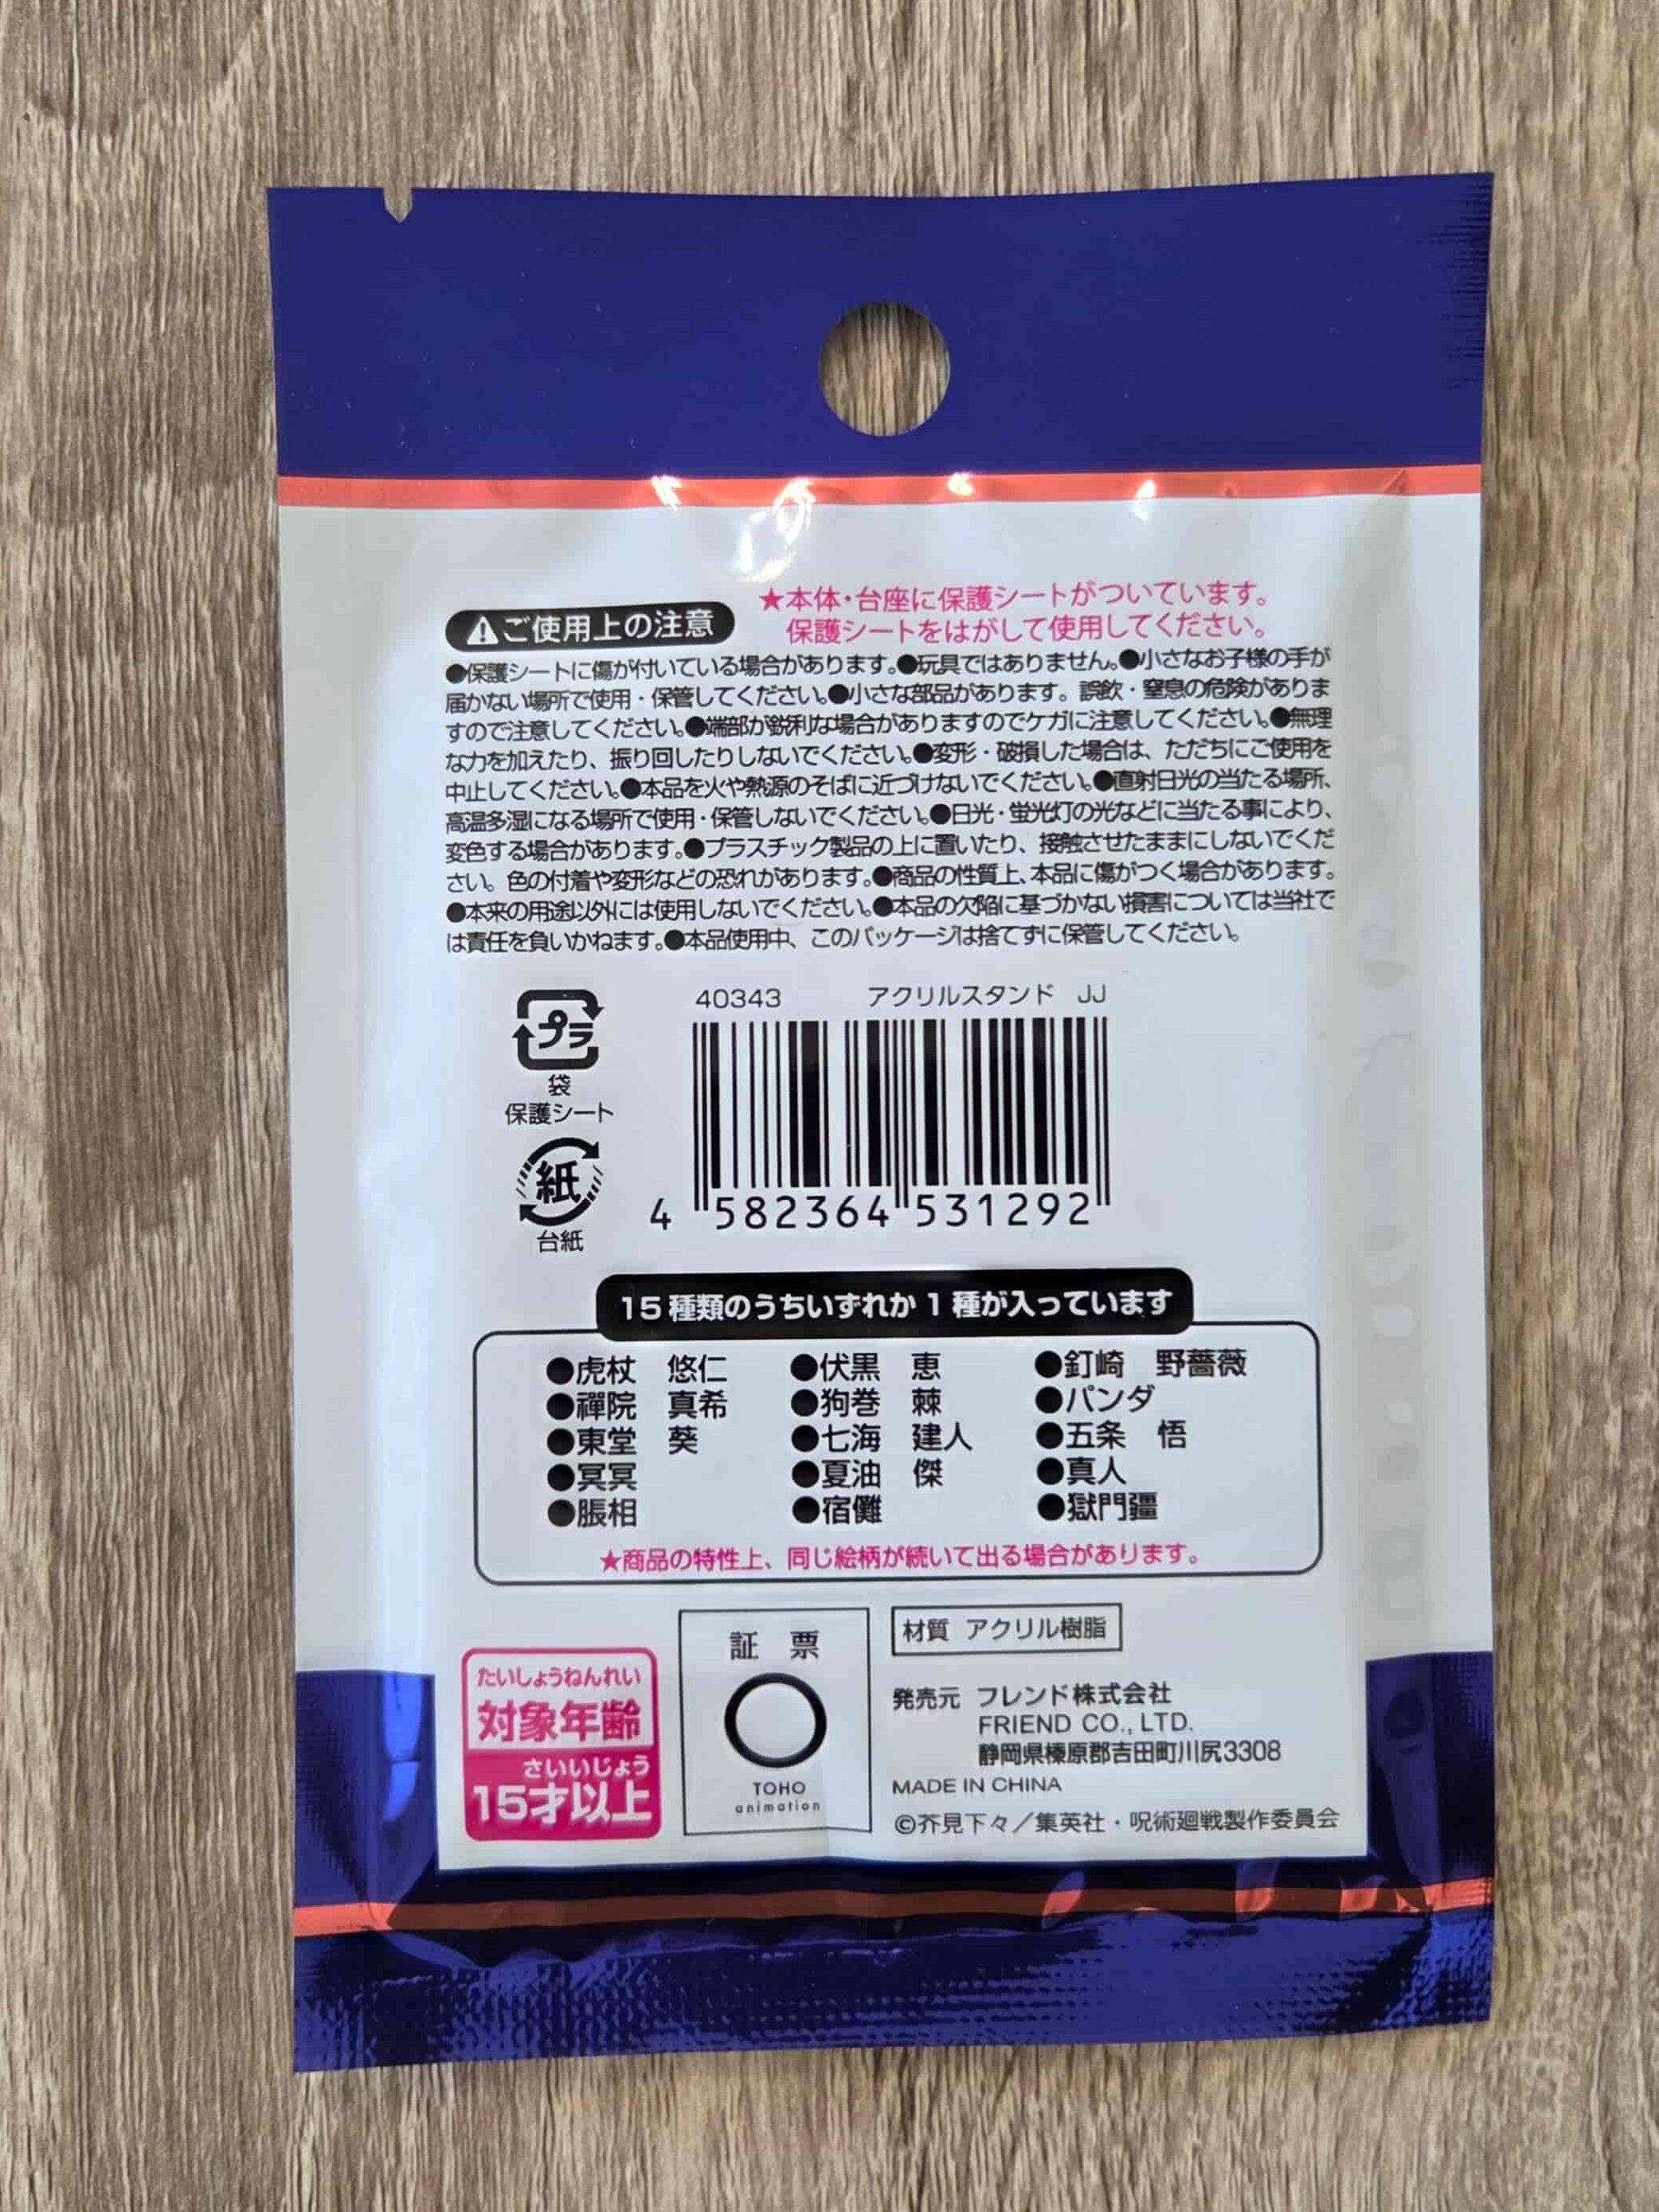 ★本体・台座に保護シートがついています。
保護シートをはがして使用してください。
⚠ご使用上の注意
●保護シートに傷が付いている場合があります。●玩具ではありません。●小さなお子様の手が
届かない場所で使用・保管してください。●小さな部品があります。誤飲・窒息の危険がありま
すので注意してください。●端部が鋭利な場合がありますのでケガに注意してください。●無理
な力を加えたり、振り回したりしないでください。●変形・破損した場合は、ただちにご使用を
中止してください。●本品を火や熱源のそばに近づけないでください。●直射日光の当たる場所、
高温多湿になる場所で使用・保管しないでください。●日光・蛍光灯の光などに当たる事により、
変色する場合があります。●プラスチック製品の上に置いたり、接触させたままにしないでくだ
さい。色の付着や変形などの恐れがあります。●商品の性質上、本品に傷がつく場合があります。
●本来の用途以外には使用しないでください。●本品の欠陥に基づかない損害については当社で
は責任を負いかねます。●本品使用中、このパッケージは捨てずに保管してください。
プラ
袋
保護シート
紙
台紙
40343 アクリルスタンド JJ
4 582364 531292
15種類のうちいずれか1種が入っています
●虎杖 悠仁 ●伏黒 恵 ●釘崎 野薔薇
●禪院 真希 ●狗巻 棘 ●パンダ
●東堂 葵 ●七海 建人 ●五条 悟
●冥冥 ●夏油 傑 ●真人
●脹相 ●宿儺 ●獄門疆
★商品の特性上、同じ絵柄が続いて出る場合があります。
たいしょうねんれい
対象年齢
さいいじょう
15才以上
証 票
TOHO
animation
材質 アクリル樹脂
発売元 フレンド株式会社
FRIEND CO., LTD.
静岡県榛原郡吉田町川尻3308
MADE IN CHINA
©芥見下々／集英社・呪術廻戦製作委員会